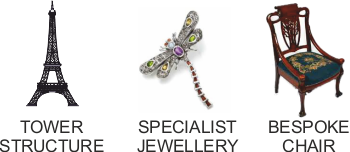 TOWER
STRUCTURE
SPECIALIST
JEWELLERY
BESPOKE
CHAIR